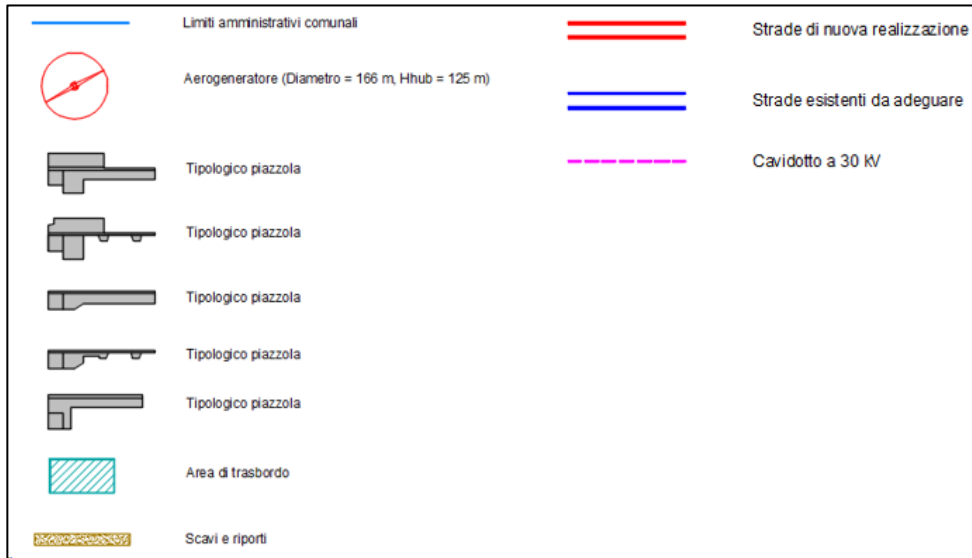 Limiti amministrativi comunali
Aerogeneratore (Diametro = 166 m, Hhub = 125 m)
Tipologico piazzola
Tipologico piazzola
Tipologico piazzola
Tipologico piazzola
Tipologico piazzola
Area di trasbordo
Scavi e riporti
Strade di nuova realizzazione
Strade esistenti da adeguare
Cavidotto a 30 kV